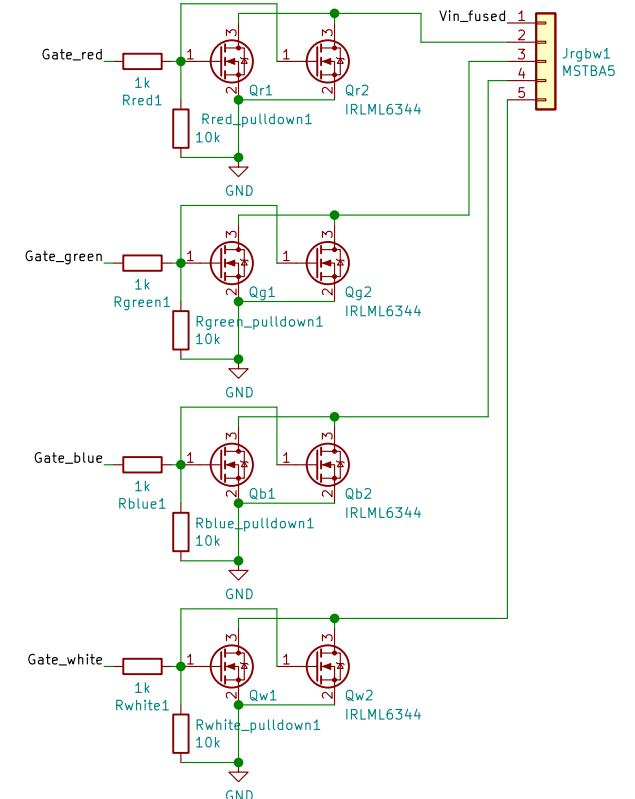 Vin_fused 1
2
3
4
5
Jrgbw1
MSTBA5
Gate_red
1k
Rred1
1
3
2
Qr1
1
3
2
Qr2
IRLML6344
Rred_pulldown1
10k
GND
Gate_green
1k
Rgreen1
1
3
2
Qg1
1
3
2
Qg2
IRLML6344
Rgreen_pulldown1
10k
GND
Gate_blue
1k
Rblue1
1
3
2
Qb1
1
3
2
Qb2
IRLML6344
Rblue_pulldown1
10k
GND
Gate_white
1k
Rwhite1
1
3
2
Qw1
1
3
2
Qw2
IRLML6344
Rwhite_pulldown1
10k
GND